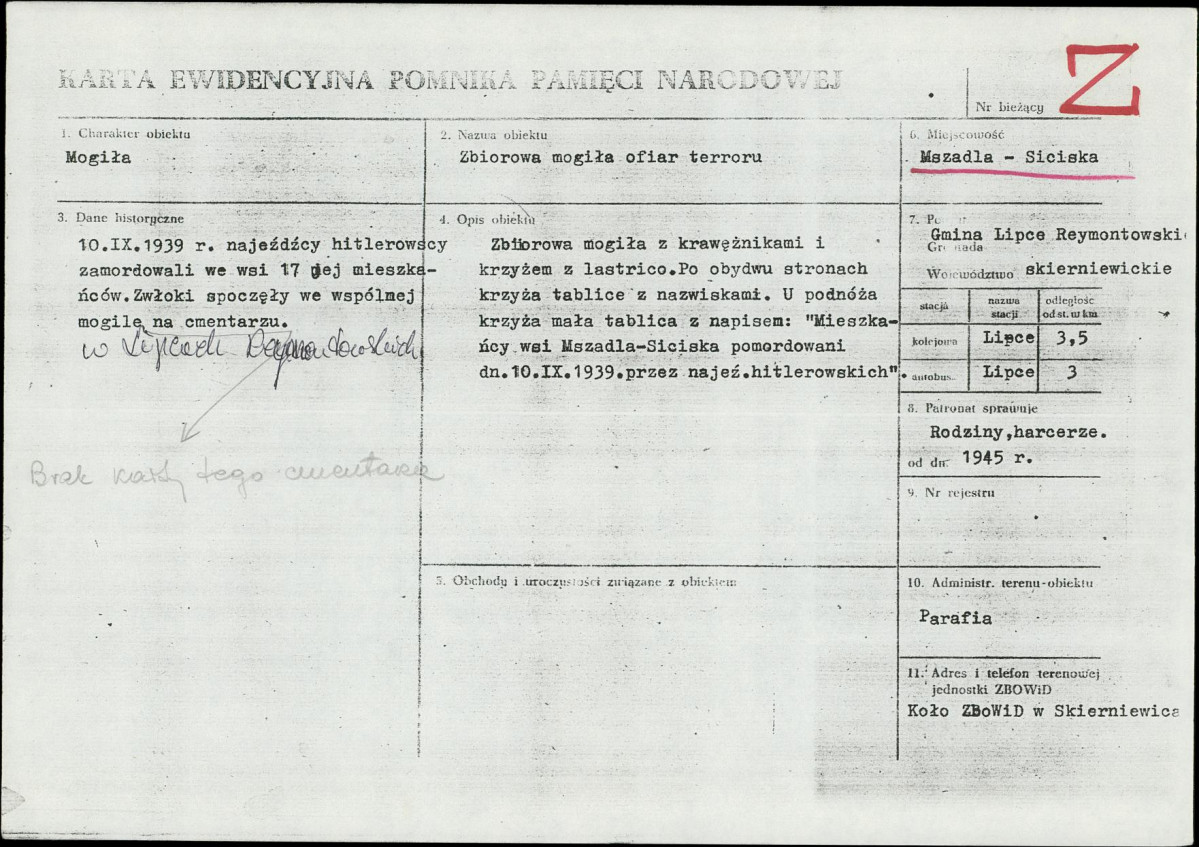 KARTA EWIDENCYJNA POMNIKA PAMIĘCI NARODOWEJ
Nr bieżący Z
1. Charakter obiektu
Mogiła
2. Nazwa obiektu
Zbiorowa mogiła ofiar terroru
6. Miejscowość
Mszadla - Siciska
3. Dane historyczne
10.IX.1939 r. najeźdźcy hitlerowscy
zamordowali we wsi 17 jej mieszka-
ńców.Zwłoki spoczęły we wspólnej
mogile na cmentarzu.
w Lipcach Reymontowskich
Brak karty tego cmentarza
4. Opis obiektu
Zbiorowa mogiła z krawężnikami i
krzyżem z lastrico.Po obydwu stronach
krzyża tablice z nazwiskami. U podnóża
krzyża mała tablica z napisem: "Mieszka-
ńcy wsi Mszadla-Siciska pomordowani
dn.10.IX.1939.przez najeź.hitlerowskich".
5. Obchody i uroczystości związane z obiektem
7.
Gmina Lipce Reymontowski
Gromada
Województwo skierniewickie
stacja nazwa stacji odległość od st. w km
kolejowa Lipce 3,5
autobus. Lipce 3
8. Patronat sprawuje
Rodziny,harcerze.
od dn. 1945 r.
9. Nr rejestru
10. Administr. terenu-obiektu
Parafia
11. Adres i telefon terenowej
jednostki ZBOWiD
Koło ZBoWiD w Skierniewica